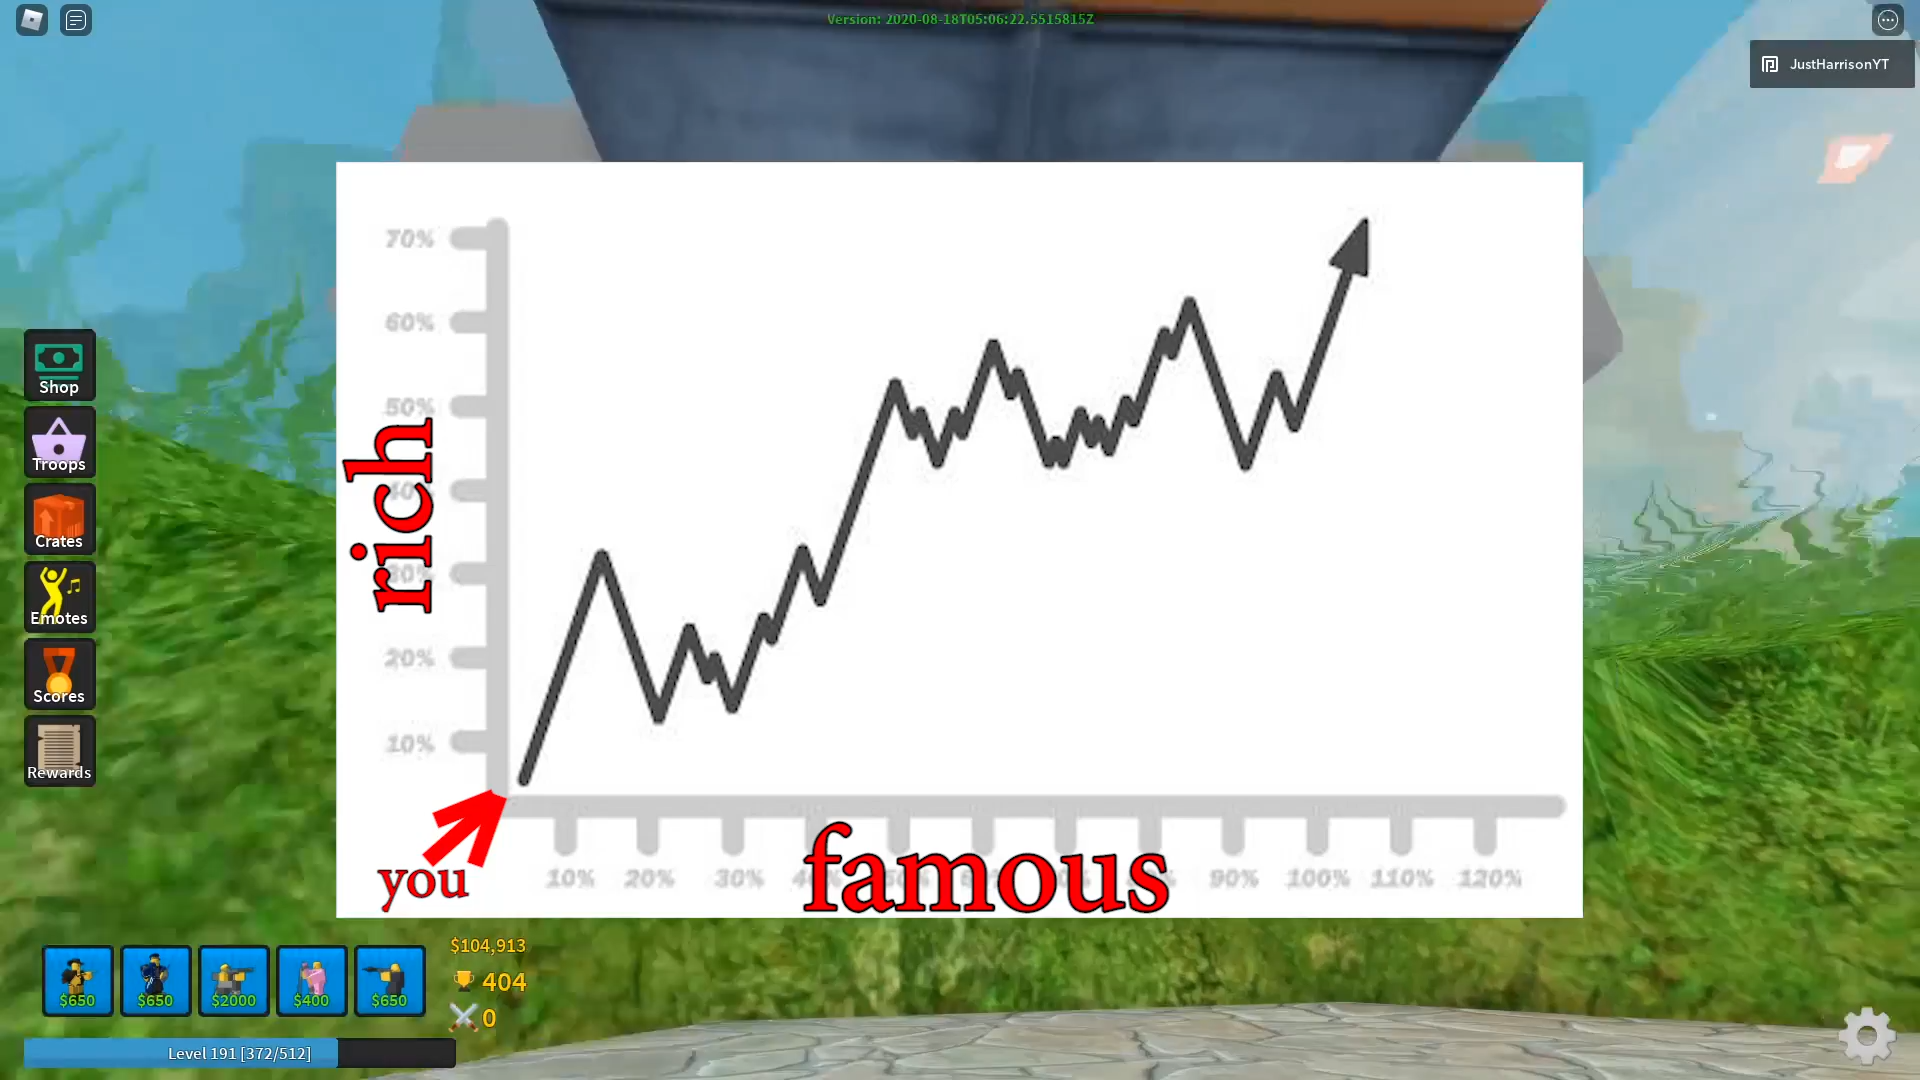 Version: 2020-08-18T05:06:22.5515815Z
JustHarrisonYT
70%
60%
50%
20%
10%
rich
you
10% 20% 30% 90% 100% 110% 120%
famous
Shop
Troops
Crates
Emotes
Scores
Rewards
$650 $650 $2000 $400 $650
$104,913
404
0
Level 191 [372/512]